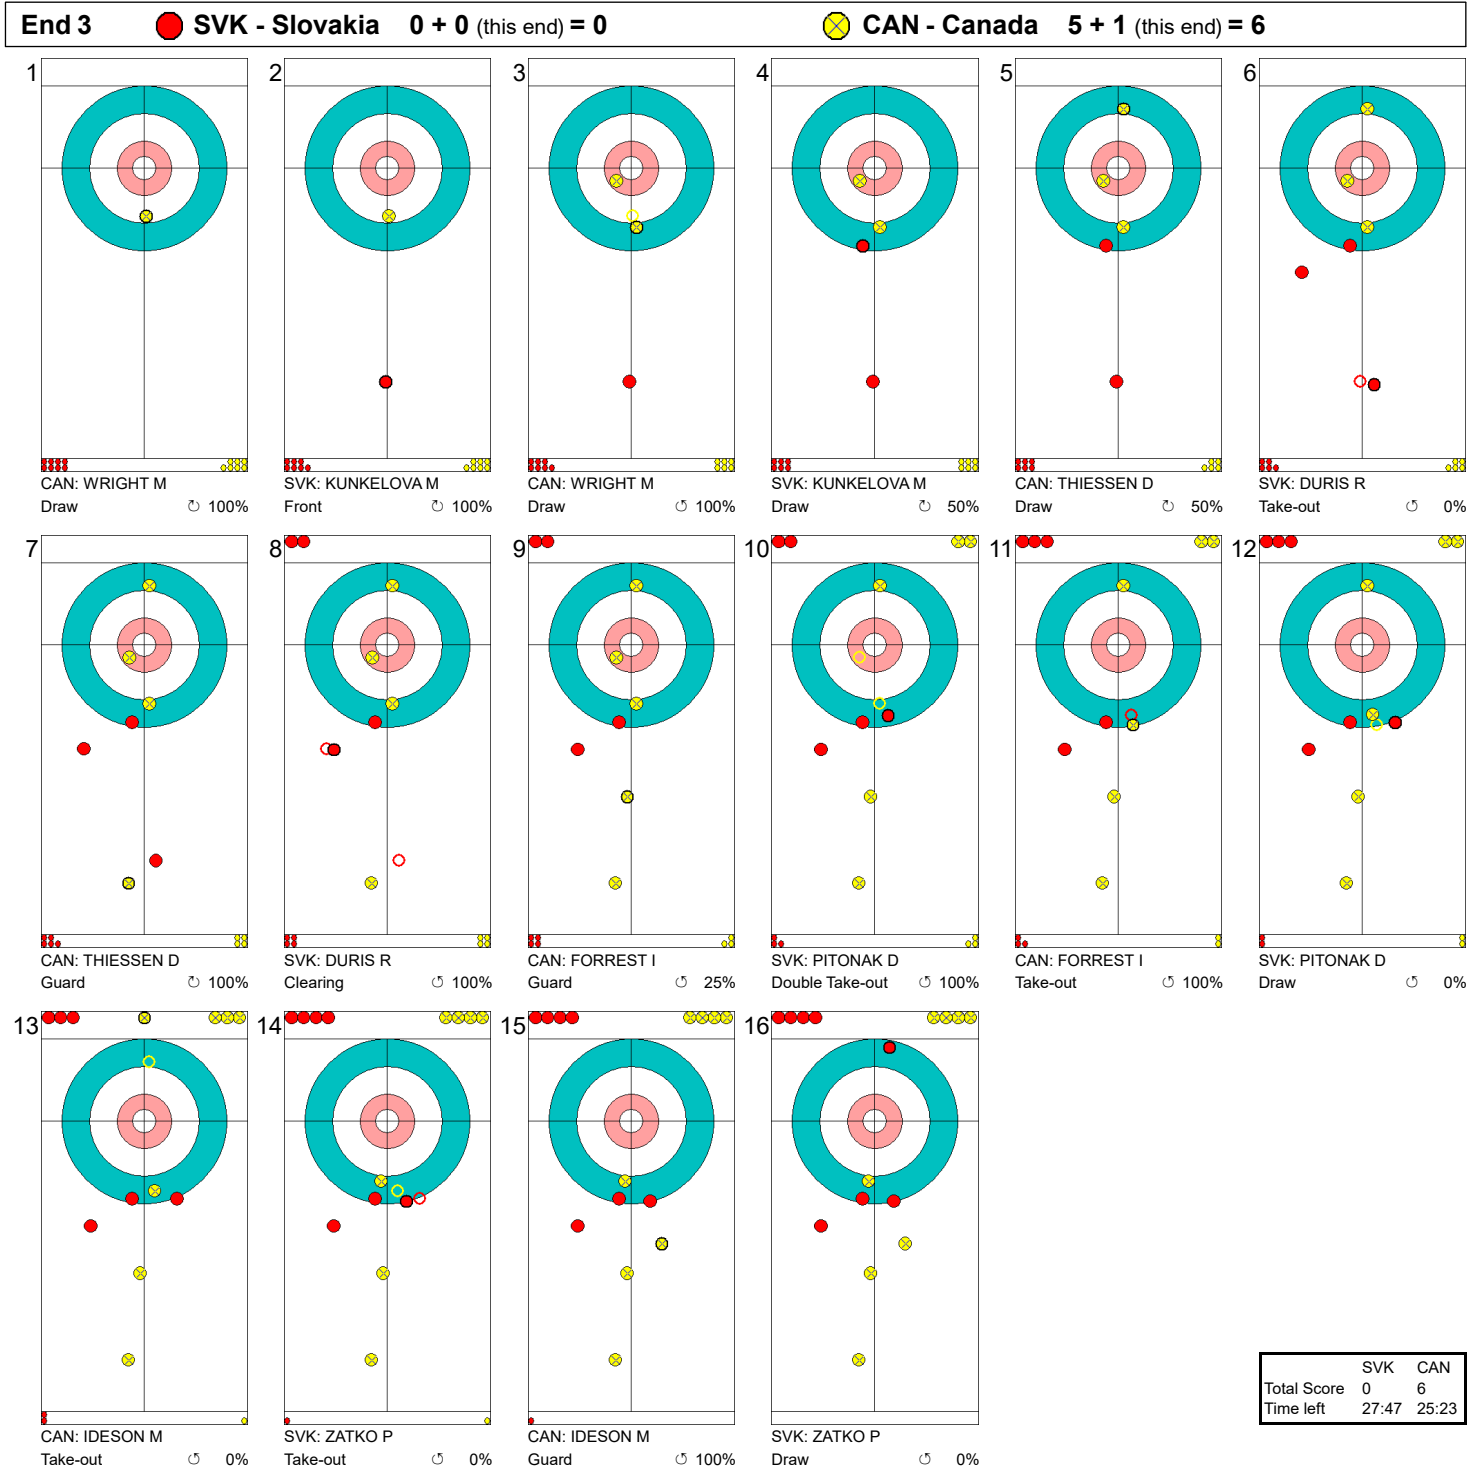 End 3 SVK - Slovakia 0 + 0 (this end) = 0 CAN - Canada 5 + 1 (this end) = 6
1 2 3 4 5 6
CAN: WRIGHT M SVK: KUNKELOVA M CAN: WRIGHT M SVK: KUNKELOVA M CAN: THIESSEN D SVK: DURIS R
Draw ↻ 100% Front ↻ 100% Draw ↺ 100% Draw ↺ 50% Draw ↺ 50% Take-out ↺ 0%
7 8 9 10 11 12
CAN: THIESSEN D SVK: DURIS R CAN: FORREST I SVK: PITONAK D CAN: FORREST I SVK: PITONAK D
Guard ↻ 100% Clearing ↺ 100% Guard ↺ 25% Double Take-out ↺ 100% Take-out ↺ 100% Draw ↺ 0%
13 14 15 16
CAN: IDESON M SVK: ZATKO P CAN: IDESON M SVK: ZATKO P
Take-out ↺ 0% Take-out ↺ 0% Guard ↺ 100% Draw ↺ 0%
SVK CAN
Total Score 0 6
Time left 27:47 25:23